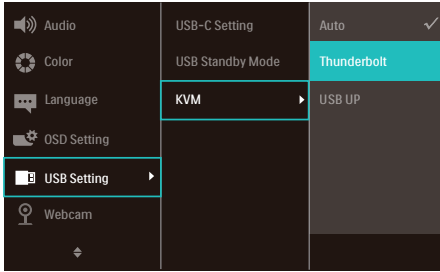 Audio
Color
Language
OSD Setting
USB Setting
Webcam
USB-C Setting
USB Standby Mode
KVM
Auto
Thunderbolt
USB UP